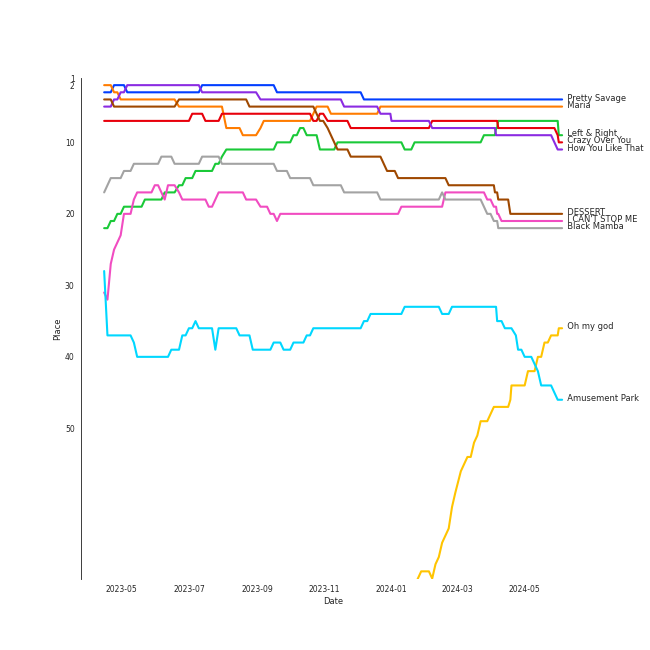 1
2
10
20
30
40
50
Place
2023-05
2023-07
2023-09
2023-11
2024-01
2024-03
2024-05
Date
Pretty Savage
Maria
Left & Right
Crazy Over You
How You Like That
DESSERT
I CAN'T STOP ME
Black Mamba
Oh my god
Amusement Park